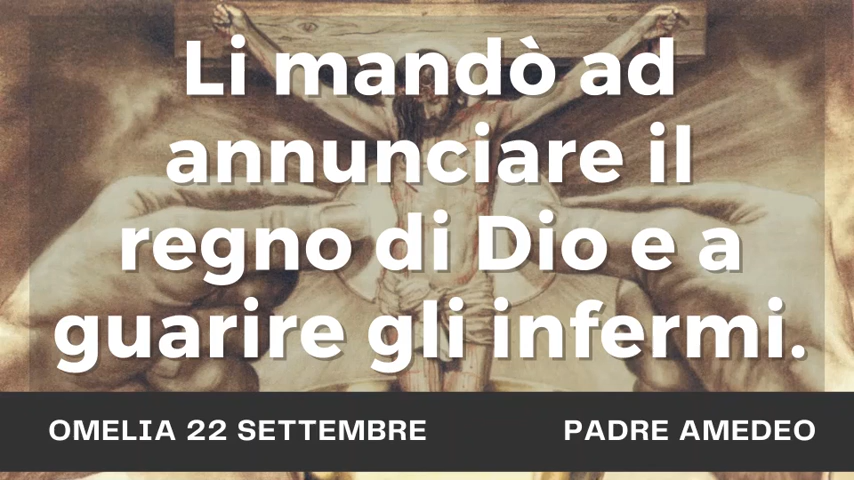 Li mandò ad
annunciare il
regno di Dio e a
guarire gli infermi.
OMELIA 22 SETTEMBRE
PADRE AMEDEO